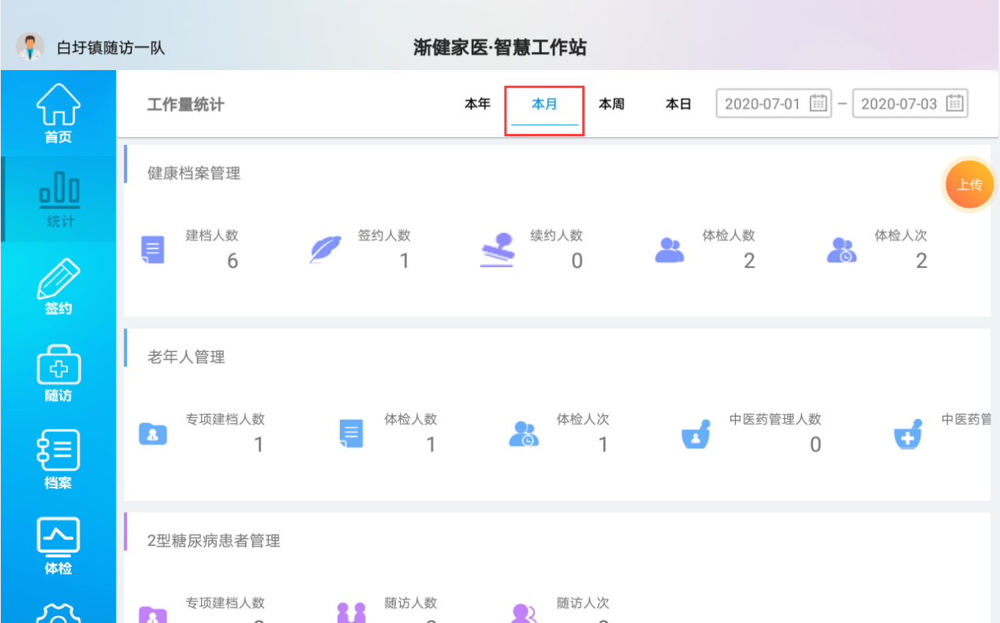 白圩镇随访一队
渐健家医·智慧工作站
首页
统计
签约
随访
档案
体检
工作量统计
本年
本月
本周
本日
2020-07-01
–
2020-07-03
上传
健康档案管理
建档人数
6
签约人数
1
续约人数
0
体检人数
2
体检人次
2
老年人管理
专项建档人数
1
体检人数
1
体检人次
1
中医药管理人数
0
中医药管
2型糖尿病患者管理
专项建档人数
随访人数
随访人次